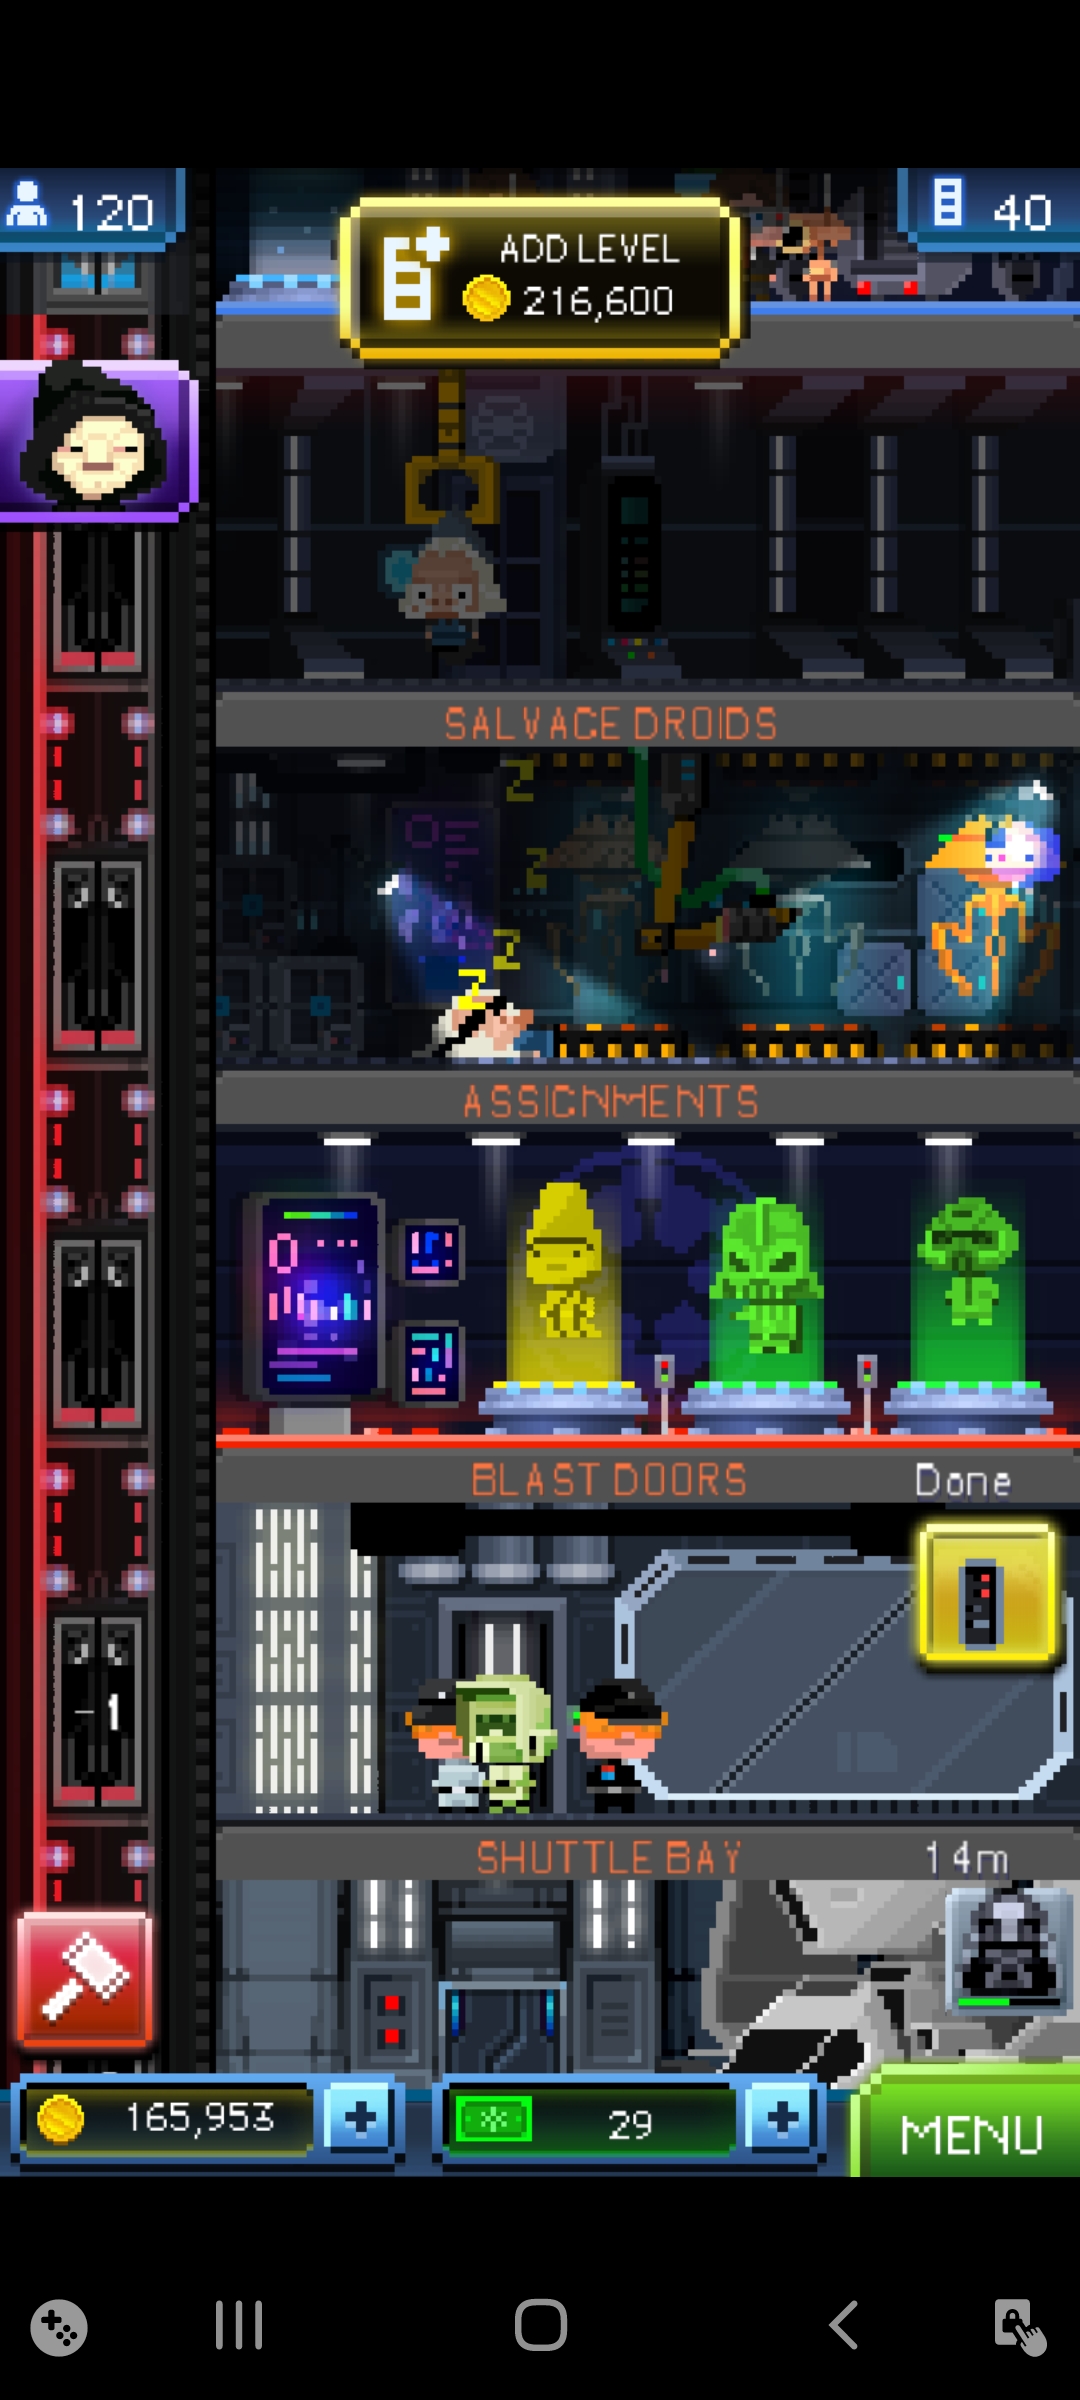 120
ADD LEVEL
216,600
40
SALVAGE DROIDS
Z
Z
Z
Z
ASSIGNMENTS
BLAST DOORS Done
-1
SHUTTLE BAY 14m
165,953
29
MENU